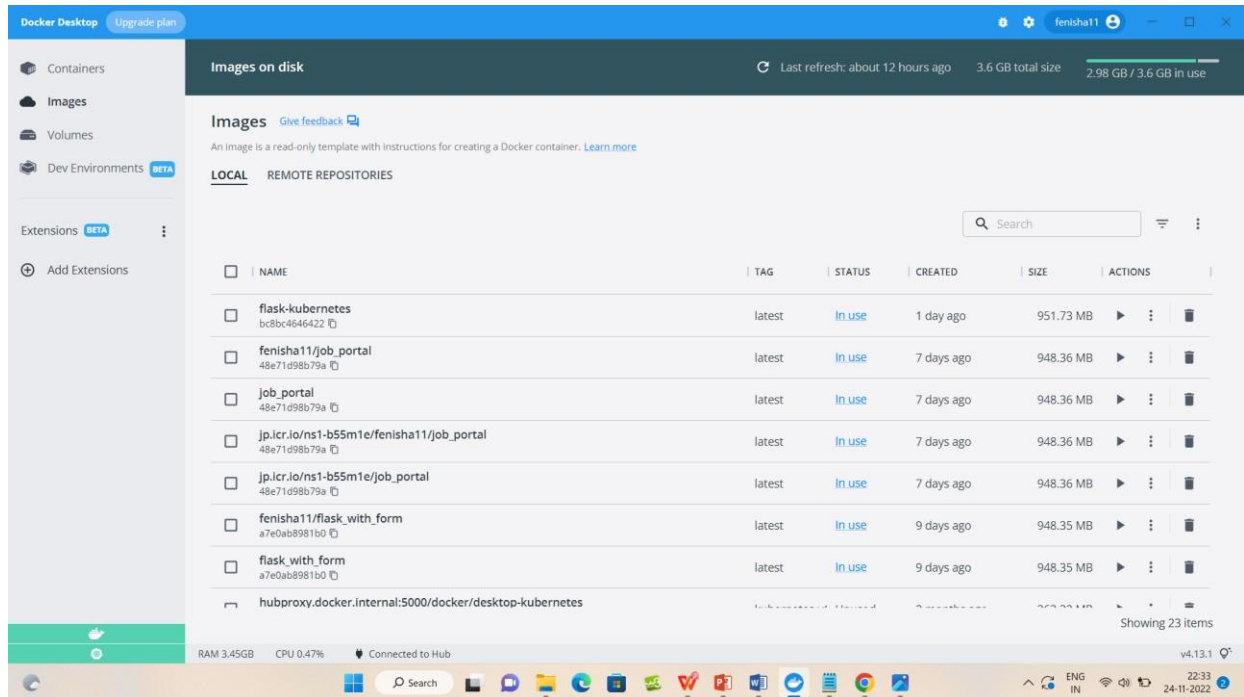 Docker Desktop Upgrade plan fenisha11
Containers
Images
Volumes
Dev Environments BETA
Extensions BETA
Add Extensions
Images on disk Last refresh: about 12 hours ago 3.6 GB total size 2.98 GB / 3.6 GB in use
Images Give feedback
An image is a read-only template with instructions for creating a Docker container. Learn more
LOCAL REMOTE REPOSITORIES
Search
NAME TAG STATUS CREATED SIZE ACTIONS
flask-kubernetes
bc8bc4646422
latest In use 1 day ago 951.73 MB
fenisha11/job_portal
48e71d98b79a
latest In use 7 days ago 948.36 MB
job_portal
48e71d98b79a
latest In use 7 days ago 948.36 MB
jp.icr.io/ns1-b55m1e/fenisha11/job_portal
48e71d98b79a
latest In use 7 days ago 948.36 MB
jp.icr.io/ns1-b55m1e/job_portal
48e71d98b79a
latest In use 7 days ago 948.36 MB
fenisha11/flask_with_form
a7e0ab8981b0
latest In use 9 days ago 948.35 MB
flask_with_form
a7e0ab8981b0
latest In use 9 days ago 948.35 MB
hubproxy.docker.internal:5000/docker/desktop-kubernetes
Showing 23 items
RAM 3.45GB CPU 0.47% Connected to Hub v4.13.1
Search
ENG
IN
22:33
24-11-2022
2